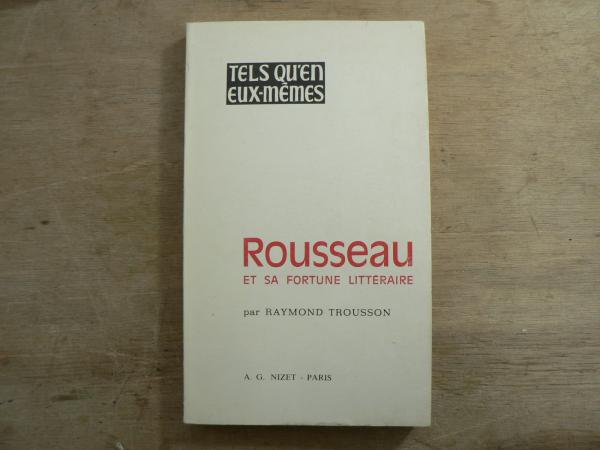 TELS QU'EN
EUX-MÊMES
Rousseau
ET SA FORTUNE LITTÉRAIRE
par RAYMOND TROUSSON
A. G. NIZET - PARIS